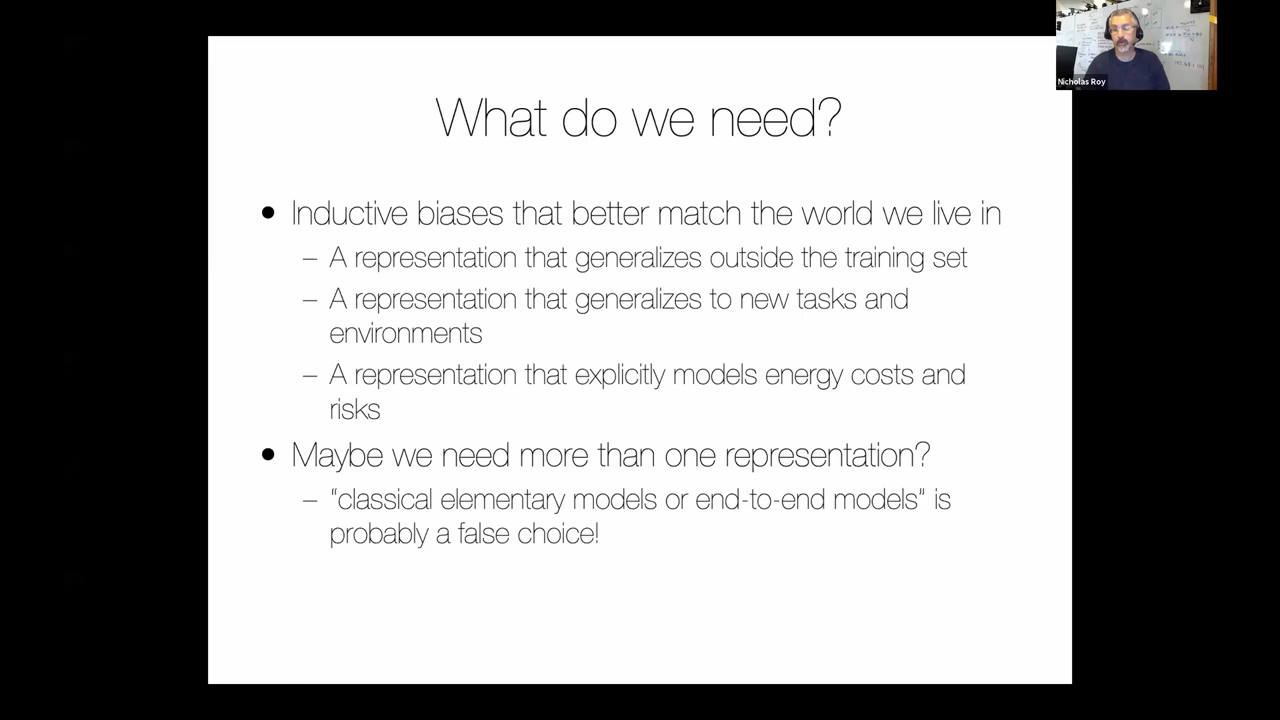 What do we need?
• Inductive biases that better match the world we live in
– A representation that generalizes outside the training set
– A representation that generalizes to new tasks and
environments
– A representation that explicitly models energy costs and
risks
• Maybe we need more than one representation?
– “classical elementary models or end-to-end models” is
probably a false choice!
Nicholas Roy